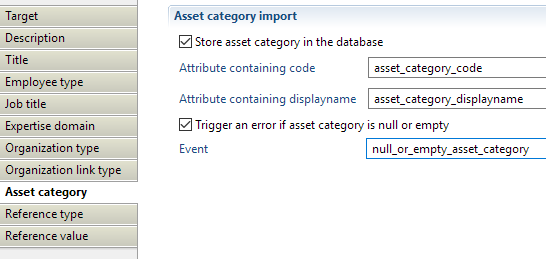 Target
Description
Title
Employee type
Job title
Expertise domain
Organization type
Organization link type
Asset category
Reference type
Reference value
Asset category import
Store asset category in the database
Attribute containing code asset_category_code
Attribute containing displayname asset_category_displayname
Trigger an error if asset category is null or empty
Event null_or_empty_asset_category